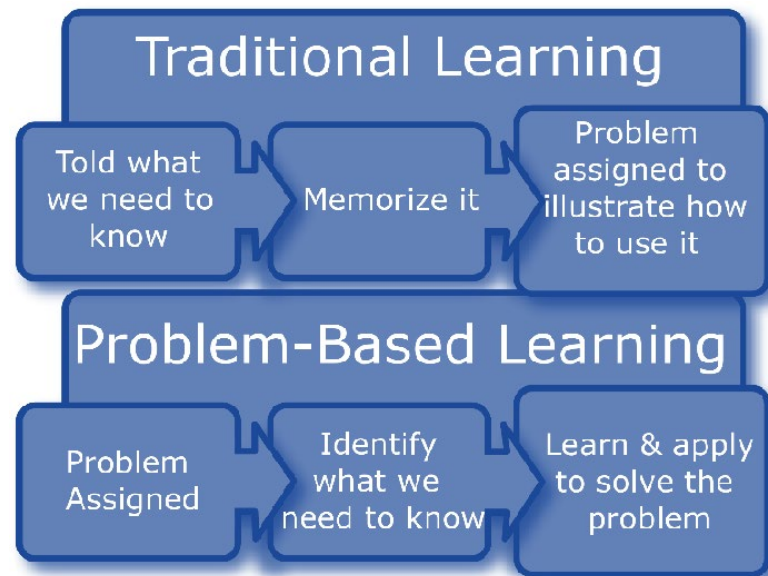 Traditional Learning
Told what
we need to
know
Memorize it
Problem
assigned to
illustrate how
to use it
Problem-Based Learning
Problem
Assigned
Identify
what we
need to know
Learn & apply
to solve the
problem